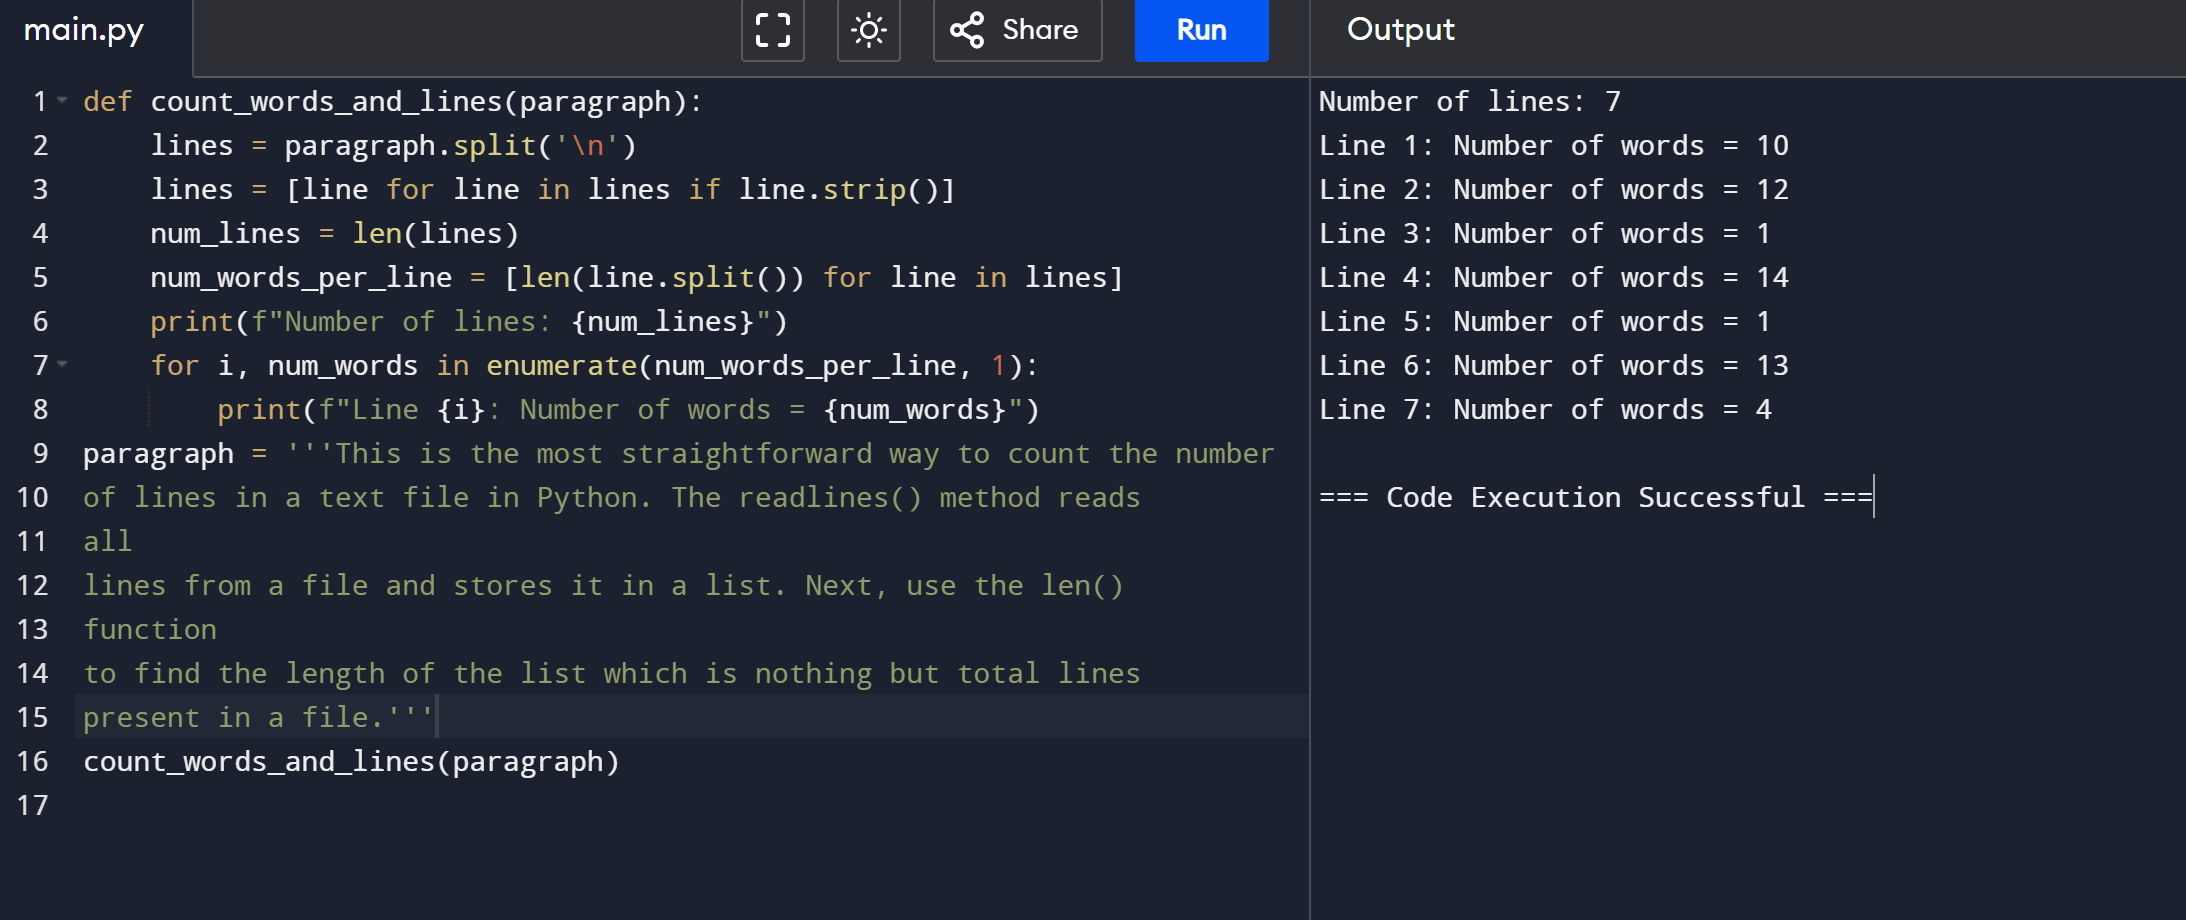 main.py
Share
Run
Output
1 def count_words_and_lines(paragraph):
2     lines = paragraph.split('\n')
3     lines = [line for line in lines if line.strip()]
4     num_lines = len(lines)
5     num_words_per_line = [len(line.split()) for line in lines]
6     print(f"Number of lines: {num_lines}")
7     for i, num_words in enumerate(num_words_per_line, 1):
8         print(f"Line {i}: Number of words = {num_words}")
9 paragraph = '''This is the most straightforward way to count the number
10 of lines in a text file in Python. The readlines() method reads
11 all
12 lines from a file and stores it in a list. Next, use the len()
13 function
14 to find the length of the list which is nothing but total lines
15 present in a file.'''
16 count_words_and_lines(paragraph)
17
Number of lines: 7
Line 1: Number of words = 10
Line 2: Number of words = 12
Line 3: Number of words = 1
Line 4: Number of words = 14
Line 5: Number of words = 1
Line 6: Number of words = 13
Line 7: Number of words = 4
=== Code Execution Successful ===